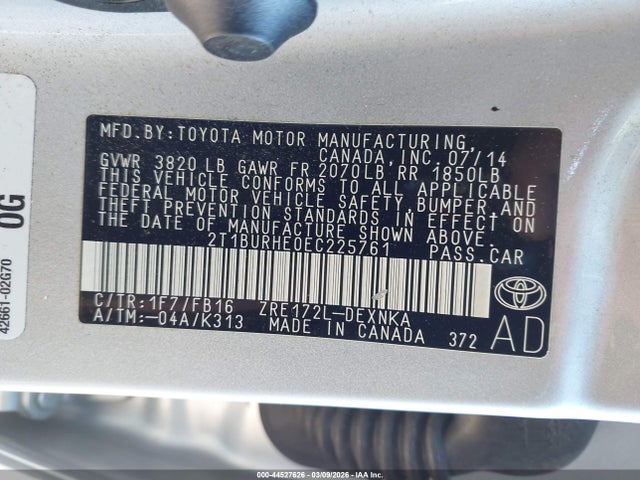 MFD.BY:TOYOTA MOTOR MANUFACTURING,
CANADA,INC.07/14
GVWR 3820 LB GAWR FR 2070LB RR 1850LB
THIS VEHICLE CONFORMS TO ALL APPLICABLE
FEDERAL MOTOR VEHICLE SAFETY,BUMPER,AND
THEFT PREVENTION STANDARDS IN EFFECT ON
THE DATE OF MANUFACTURE SHOWN ABOVE.
2T1BURHE0EC225761 PASS.CAR
C/TR:1F7/FB16 ZRE172L-DEXNKA
A/TM:-04A/K313 MADE IN CANADA 372
AD
TOYOTA
0G
42661-02G70
000-44527626 | 03/09/2026 | IAA Inc.